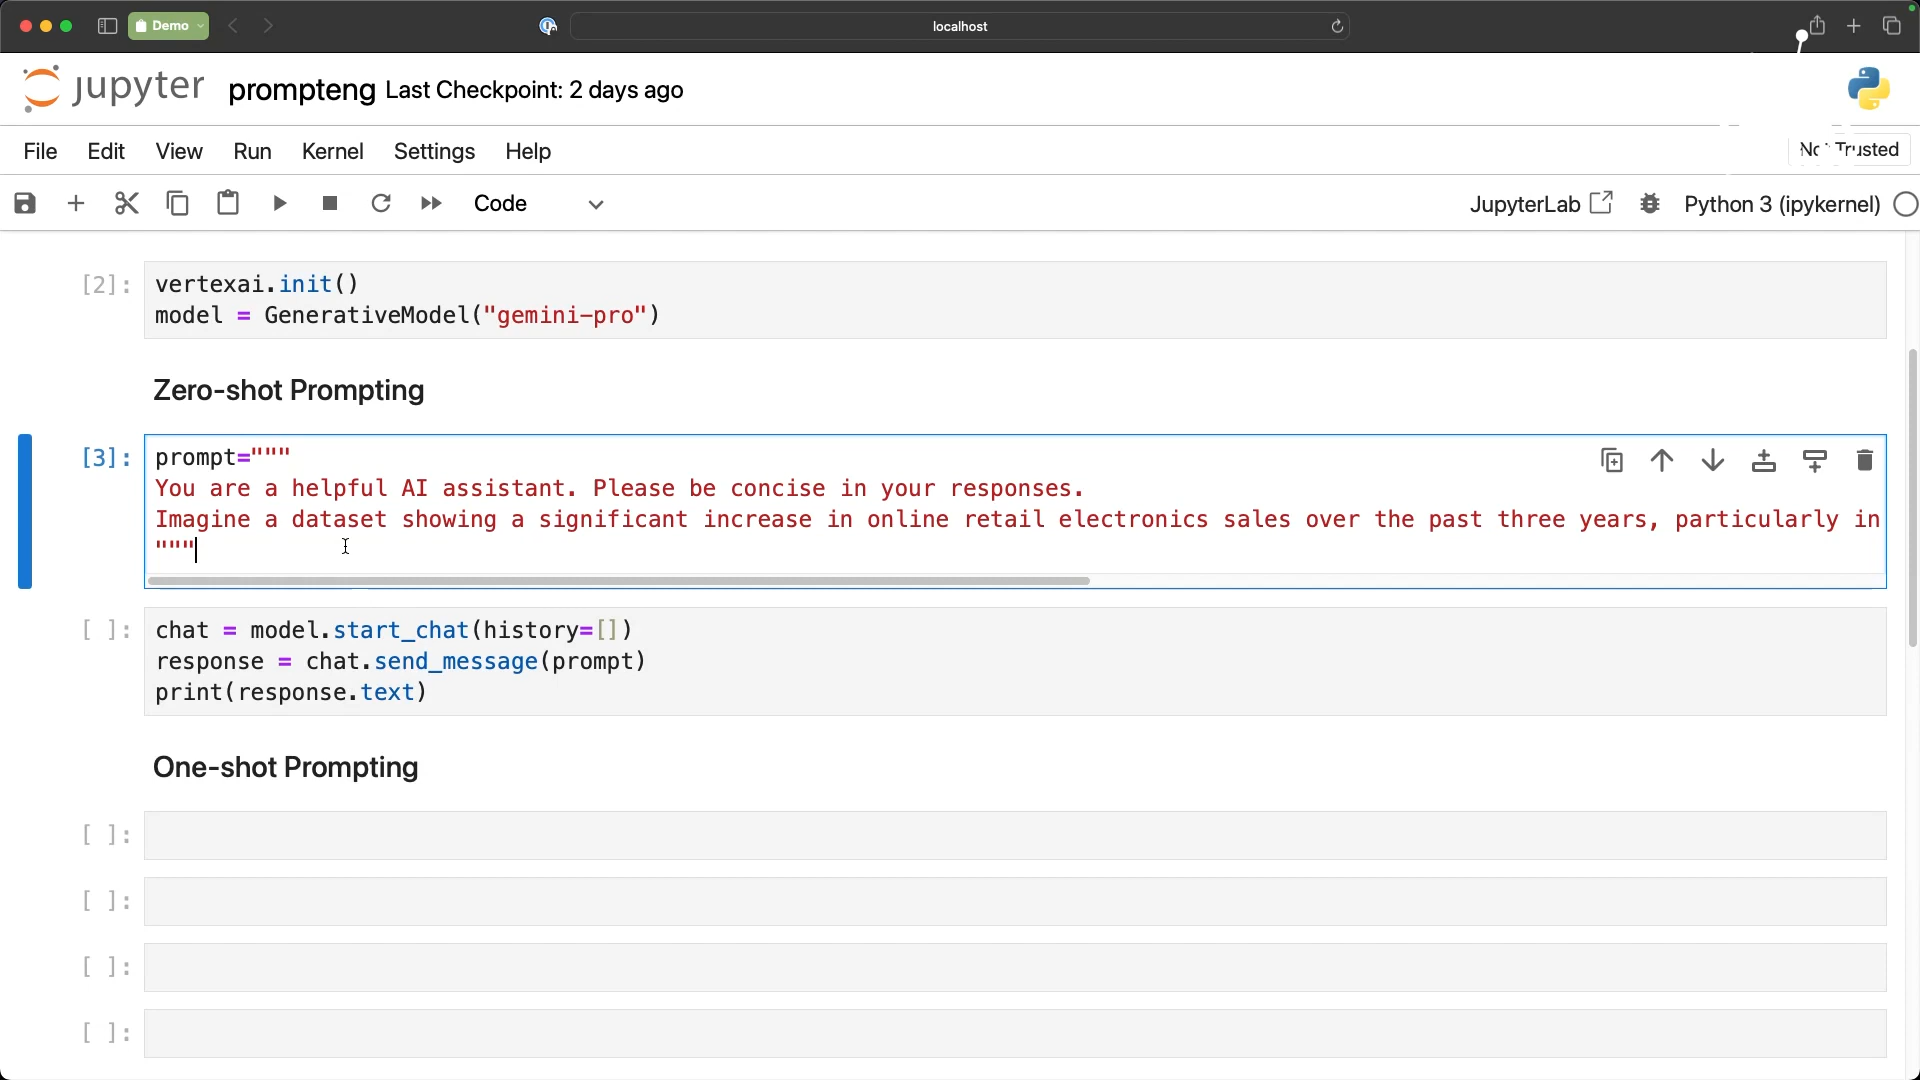 Demo
localhost
jupyter prompteng Last Checkpoint: 2 days ago
File Edit View Run Kernel Settings Help
Trusted
Code
JupyterLab
Python 3 (ipykernel)
[2]:
vertexai.init()
model = GenerativeModel("gemini-pro")
Zero-shot Prompting
[3]:
prompt="""
You are a helpful AI assistant. Please be concise in your responses.
Imagine a dataset showing a significant increase in online retail electronics sales over the past three years, particularly in
"""
[ ]:
chat = model.start_chat(history=[])
response = chat.send_message(prompt)
print(response.text)
One-shot Prompting
[ ]:
[ ]:
[ ]:
[ ]: